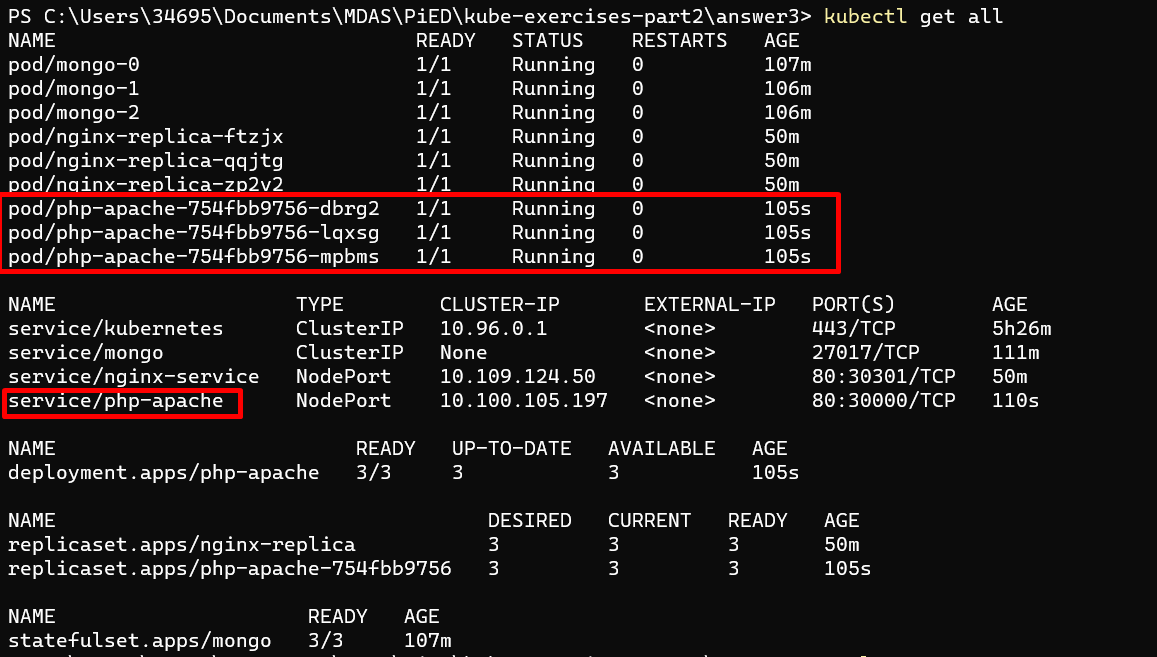 PS C:\Users\34695\Documents\MDAS\PiED\kube-exercises-part2\answer3> kubectl get all
NAME READY STATUS RESTARTS AGE
pod/mongo-0 1/1 Running 0 107m
pod/mongo-1 1/1 Running 0 106m
pod/mongo-2 1/1 Running 0 106m
pod/nginx-replica-ftzjx 1/1 Running 0 50m
pod/nginx-replica-qqjtg 1/1 Running 0 50m
pod/nginx-replica-zp2v2 1/1 Running 0 50m
pod/php-apache-754fbb9756-dbrg2 1/1 Running 0 105s
pod/php-apache-754fbb9756-lqxsg 1/1 Running 0 105s
pod/php-apache-754fbb9756-mpbms 1/1 Running 0 105s
NAME TYPE CLUSTER-IP EXTERNAL-IP PORT(S) AGE
service/kubernetes ClusterIP 10.96.0.1 <none> 443/TCP 5h26m
service/mongo ClusterIP None <none> 27017/TCP 111m
service/nginx-service NodePort 10.109.124.50 <none> 80:30301/TCP 50m
service/php-apache NodePort 10.100.105.197 <none> 80:30000/TCP 110s
NAME READY UP-TO-DATE AVAILABLE AGE
deployment.apps/php-apache 3/3 3 3 105s
NAME DESIRED CURRENT READY AGE
replicaset.apps/nginx-replica 3 3 3 50m
replicaset.apps/php-apache-754fbb9756 3 3 3 105s
NAME READY AGE
statefulset.apps/mongo 3/3 107m